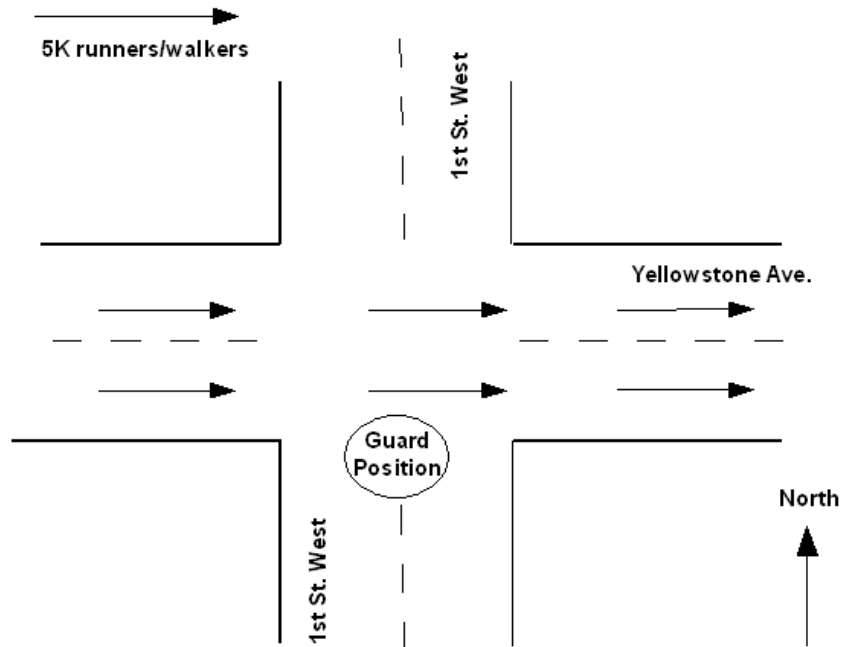 5K runners/walkers
1st St. West
Yellowstone Ave.
Guard
Position
North
1st St. West